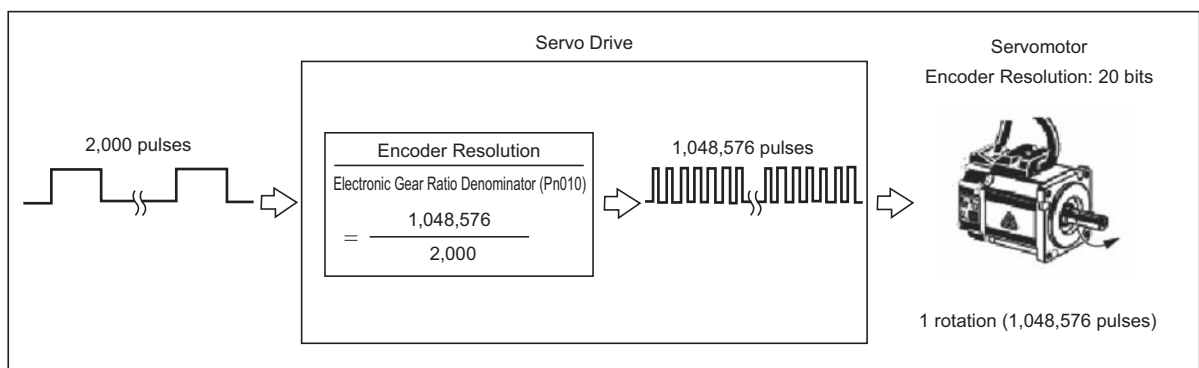 Servo Drive
Servomotor
Encoder Resolution: 20 bits
2,000 pulses
Encoder Resolution
Electronic Gear Ratio Denominator (Pn010)
= 1,048,576
2,000
1,048,576 pulses
1 rotation (1,048,576 pulses)